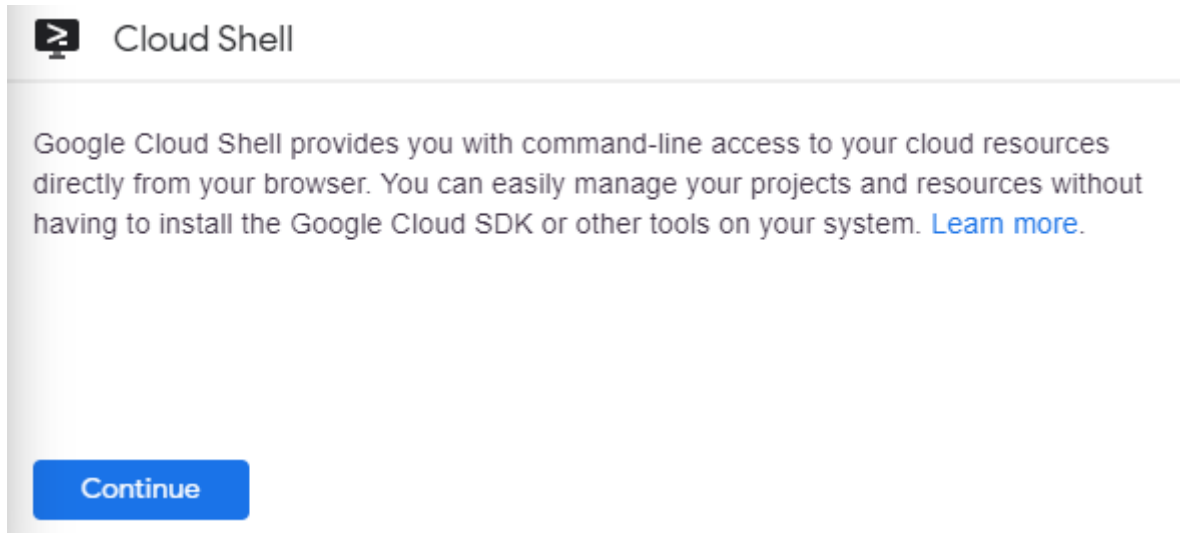 Cloud Shell
Google Cloud Shell provides you with command-line access to your cloud resources
directly from your browser. You can easily manage your projects and resources without
having to install the Google Cloud SDK or other tools on your system. Learn more.
Continue